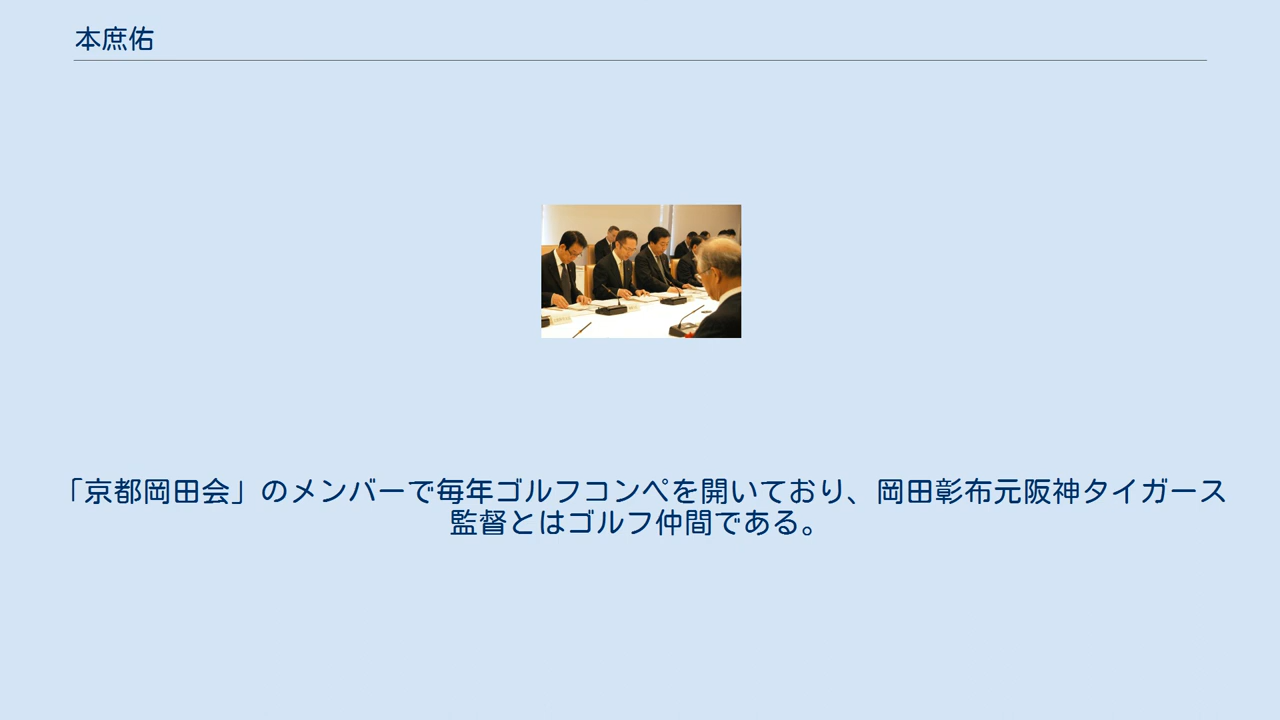 本庶佑
「京都岡田会」のメンバーで毎年ゴルフコンペを開いており、岡田彰布元阪神タイガース
監督とはゴルフ仲間である。